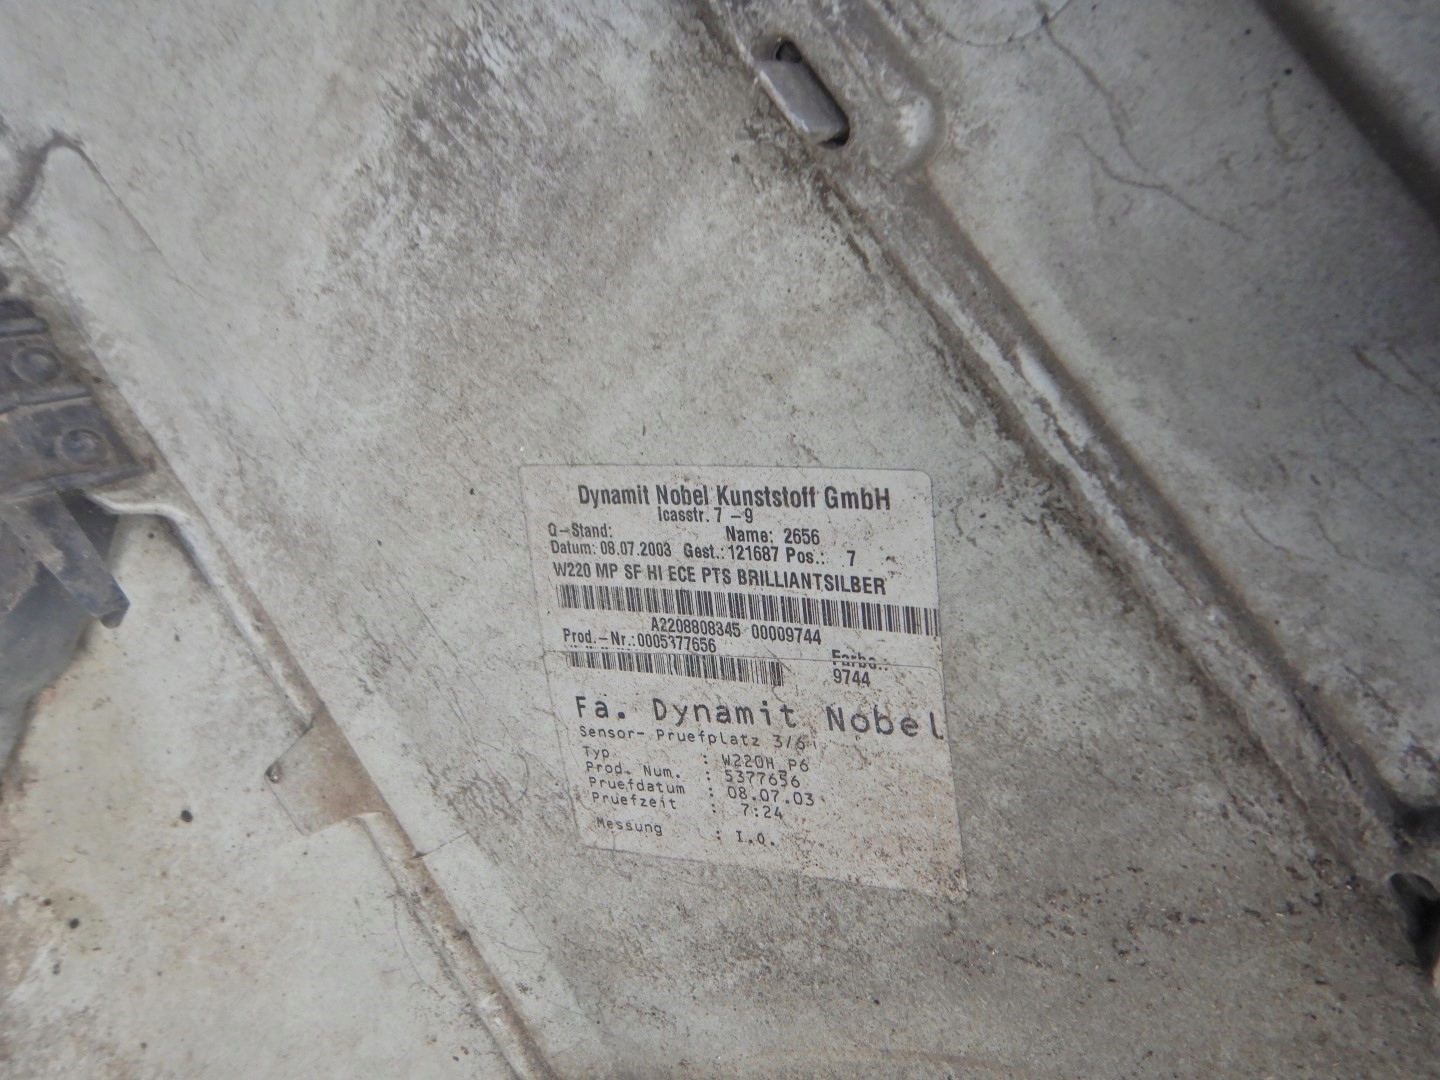 Dynamit Nobel Kunststoff GmbH
Icasstr. 7 - 9
Q-Stand: Name: 2656
Datum: 08.07.2003 Gest.: 121687 Pos.: 7
W220 MP SF HI ECE PTS BRILLIANTSILBER
A2208808345 00009744
Prod.-Nr.:0005377656 Farbe.:
9744
Fa. Dynamit Nobel
Sensor- Pruefplatz 3/6
Typ : W220H P6
Prod. Num. : 5377656
Pruefdatum : 08.07.03
Pruefzeit : 7:24
Messung : I.O.